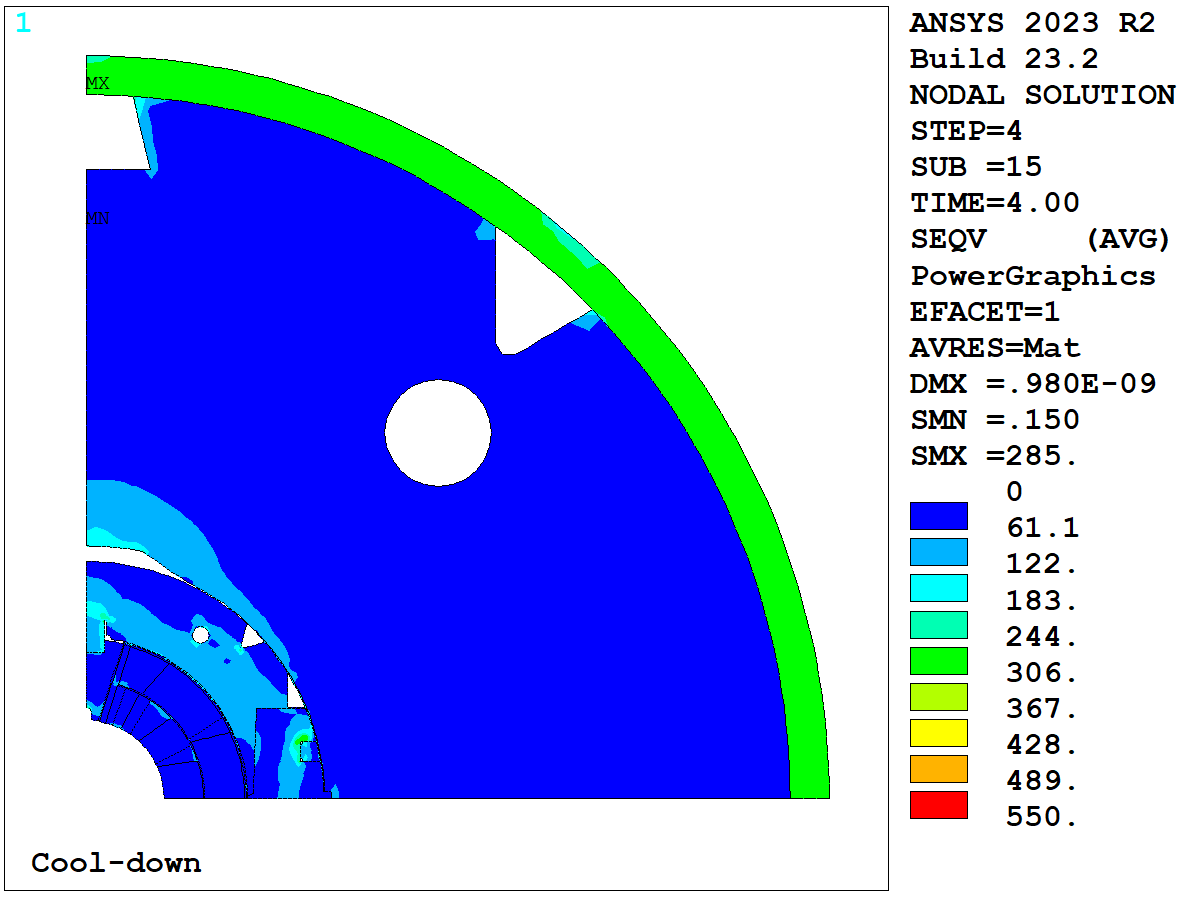 1
MX
MN
Cool-down
ANSYS 2023 R2
Build 23.2
NODAL SOLUTION
STEP=4
SUB =15
TIME=4.00
SEQV (AVG)
PowerGraphics
EFACET=1
AVRES=Mat
DMX =.980E-09
SMN =.150
SMX =285.
0
61.1
122.
183.
244.
306.
367.
428.
489.
550.